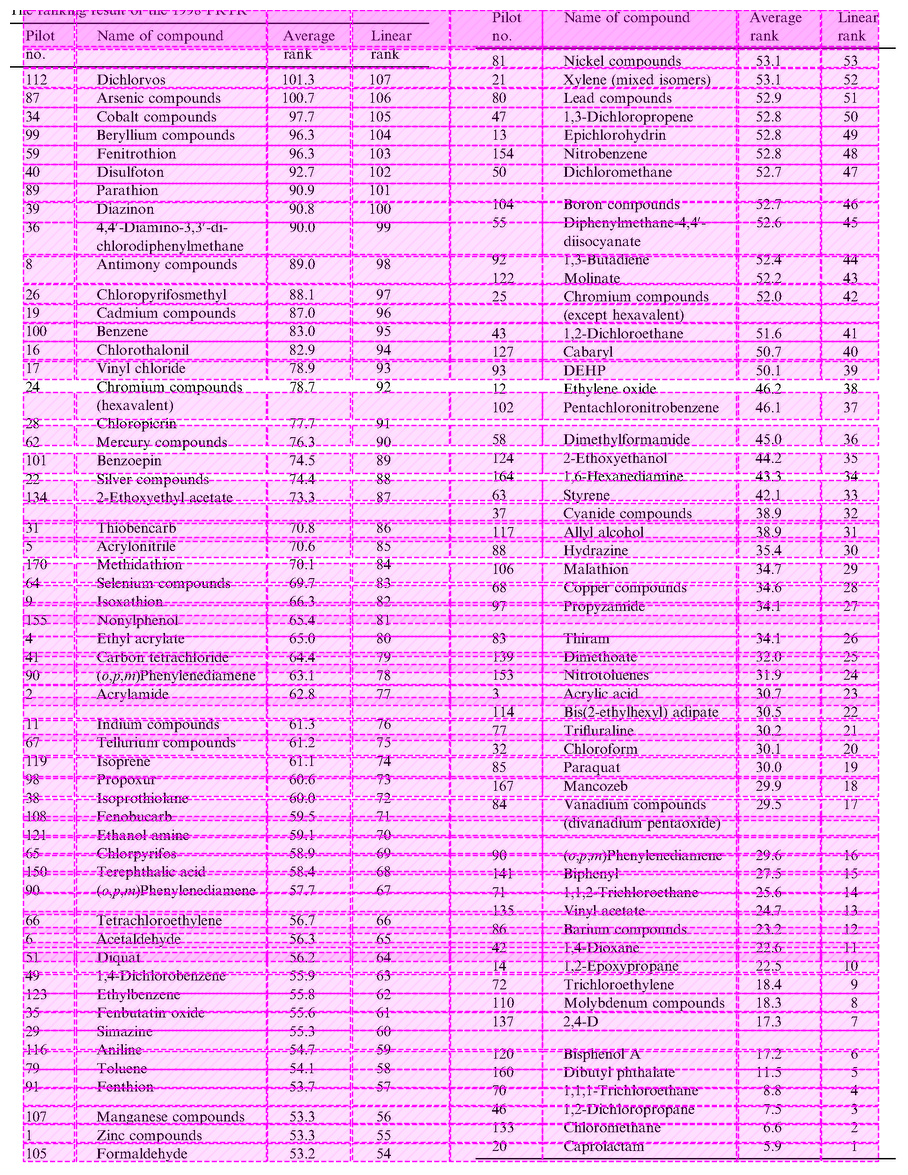 The ranking result of the 1998 PRTR
Pilot no. Name of compound Average rank Linear rank
112 Dichlorvos 101.3 107
87 Arsenic compounds 100.7 106
34 Cobalt compounds 97.7 105
99 Beryllium compounds 96.3 104
59 Fenitrothion 96.3 103
40 Disulfoton 92.7 102
89 Parathion 90.9 101
39 Diazinon 90.8 100
36 4,4′-Diamino-3,3′-di- 90.0 99
chlorodiphenylmethane
8 Antimony compounds 89.0 98
26 Chloropyrifosmethyl 88.1 97
19 Cadmium compounds 87.0 96
100 Benzene 83.0 95
16 Chlorothalonil 82.9 94
17 Vinyl chloride 78.9 93
24 Chromium compounds 78.7 92
(hexavalent)
28 Chloropicrin 77.7 91
62 Mercury compounds 76.3 90
101 Benzoepin 74.5 89
22 Silver compounds 74.4 88
134 2-Ethoxyethyl acetate 73.3 87
31 Thiobencarb 70.8 86
5 Acrylonitrile 70.6 85
170 Methidathion 70.1 84
64 Selenium compounds 69.7 83
9 Isoxathion 66.3 82
155 Nonylphenol 65.4 81
4 Ethyl acrylate 65.0 80
41 Carbon tetrachloride 64.4 79
90 (o,p,m)Phenylenediamene 63.1 78
2 Acrylamide 62.8 77
11 Indium compounds 61.3 76
67 Tellurium compounds 61.2 75
119 Isoprene 61.1 74
98 Propoxur 60.6 73
38 Isoprothiolane 60.0 72
108 Fenobucarb 59.5 71
121 Ethanol amine 59.1 70
65 Chlorpyrifos 58.9 69
150 Terephthalic acid 58.4 68
90 (o,p,m)Phenylenediamene 57.7 67
66 Tetrachloroethylene 56.7 66
6 Acetaldehyde 56.3 65
51 Diquat 56.2 64
49 1,4-Dichlorobenzene 55.9 63
123 Ethylbenzene 55.8 62
35 Fenbutatin oxide 55.6 61
29 Simazine 55.3 60
116 Aniline 54.7 59
79 Toluene 54.1 58
91 Fenthion 53.7 57
107 Manganese compounds 53.3 56
1 Zinc compounds 53.3 55
105 Formaldehyde 53.2 54
Pilot no. Name of compound Average rank Linear rank
81 Nickel compounds 53.1 53
21 Xylene (mixed isomers) 53.1 52
80 Lead compounds 52.9 51
47 1,3-Dichloropropene 52.8 50
13 Epichlorohydrin 52.8 49
154 Nitrobenzene 52.8 48
50 Dichloromethane 52.7 47
104 Boron compounds 52.7 46
55 Diphenylmethane-4,4′- 52.6 45
diisocyanate
92 1,3-Butadiene 52.4 44
122 Molinate 52.2 43
25 Chromium compounds 52.0 42
(except hexavalent)
43 1,2-Dichloroethane 51.6 41
127 Cabaryl 50.7 40
93 DEHP 50.1 39
12 Ethylene oxide 46.2 38
102 Pentachloronitrobenzene 46.1 37
58 Dimethylformamide 45.0 36
124 2-Ethoxyethanol 44.2 35
164 1,6-Hexanediamine 43.3 34
63 Styrene 42.1 33
37 Cyanide compounds 38.9 32
117 Allyl alcohol 38.9 31
88 Hydrazine 35.4 30
106 Malathion 34.7 29
68 Copper compounds 34.6 28
97 Propyzamide 34.1 27
83 Thiram 34.1 26
139 Dimethoate 32.0 25
153 Nitrotoluenes 31.9 24
3 Acrylic acid 30.7 23
114 Bis(2-ethylhexyl) adipate 30.5 22
77 Trifluraline 30.2 21
32 Chloroform 30.1 20
85 Paraquat 30.0 19
167 Mancozeb 29.9 18
84 Vanadium compounds 29.5 17
(divanadium pentaoxide)
90 (o,p,m)Phenylenediamene 29.6 16
141 Biphenyl 27.5 15
71 1,1,2-Trichloroethane 25.6 14
135 Vinyl acetate 24.7 13
86 Barium compounds 23.2 12
42 1,4-Dioxane 22.6 11
14 1,2-Epoxypropane 22.5 10
72 Trichloroethylene 18.4 9
110 Molybdenum compounds 18.3 8
137 2,4-D 17.3 7
120 Bisphenol A 17.2 6
160 Dibutyl phthalate 11.5 5
70 1,1,1-Trichloroethane 8.8 4
46 1,2-Dichloropropane 7.5 3
133 Chloromethane 6.6 2
20 Caprolactam 5.9 1